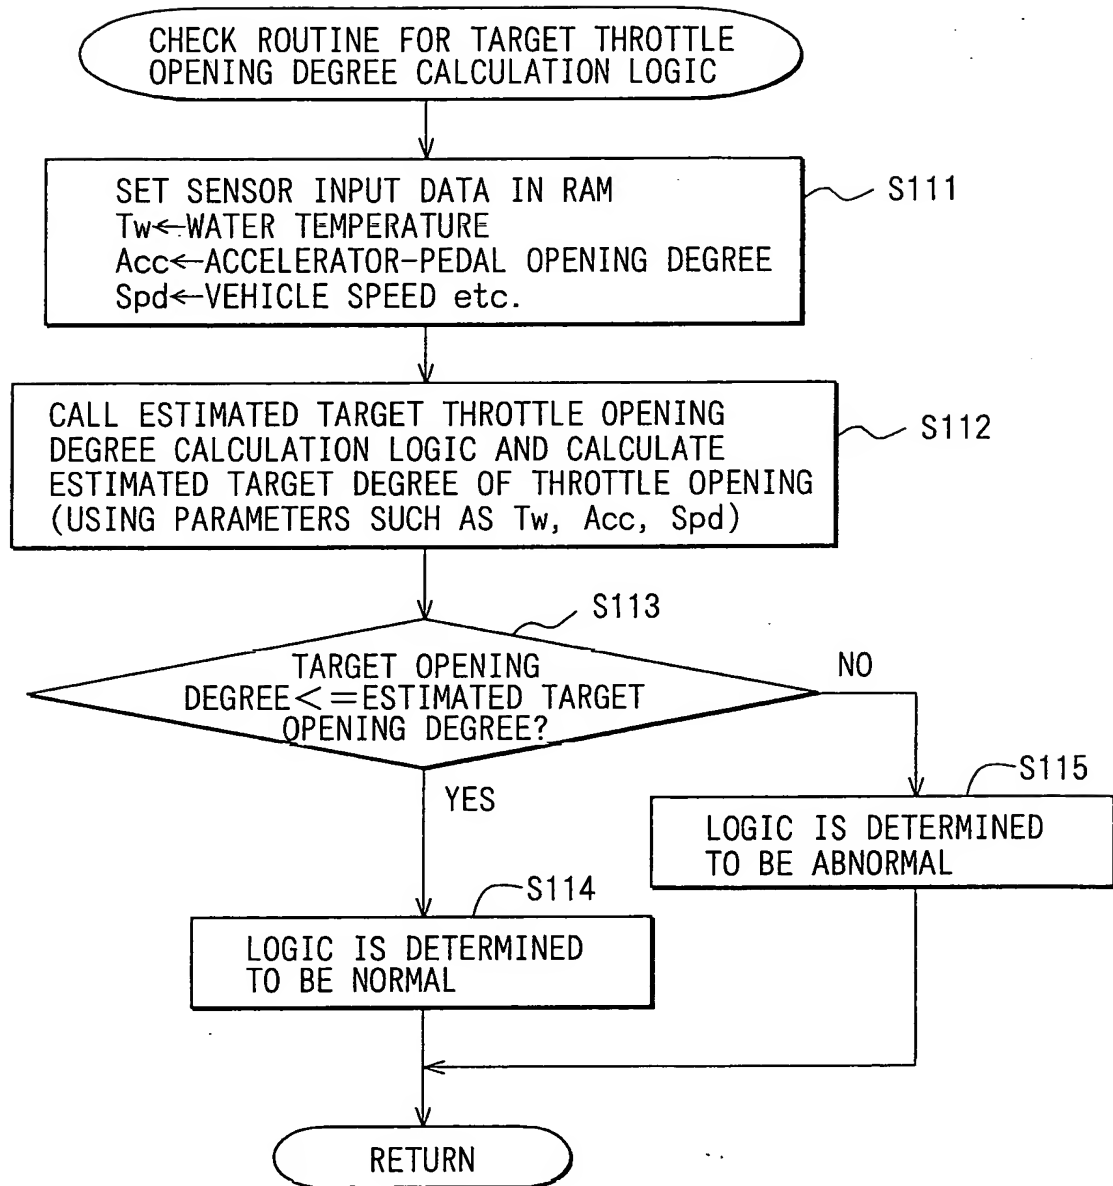 CHECK ROUTINE FOR TARGET THROTTLE
OPENING DEGREE CALCULATION LOGIC
SET SENSOR INPUT DATA IN RAM
Tw←WATER TEMPERATURE
Acc←ACCELERATOR-PEDAL OPENING DEGREE
Spd←VEHICLE SPEED etc.
S111
CALL ESTIMATED TARGET THROTTLE OPENING
DEGREE CALCULATION LOGIC AND CALCULATE
ESTIMATED TARGET DEGREE OF THROTTLE OPENING
(USING PARAMETERS SUCH AS Tw, Acc, Spd)
S112
S113
TARGET OPENING
DEGREE<=ESTIMATED TARGET
OPENING DEGREE?
NO
YES
S115
LOGIC IS DETERMINED
TO BE ABNORMAL
S114
LOGIC IS DETERMINED
TO BE NORMAL
RETURN